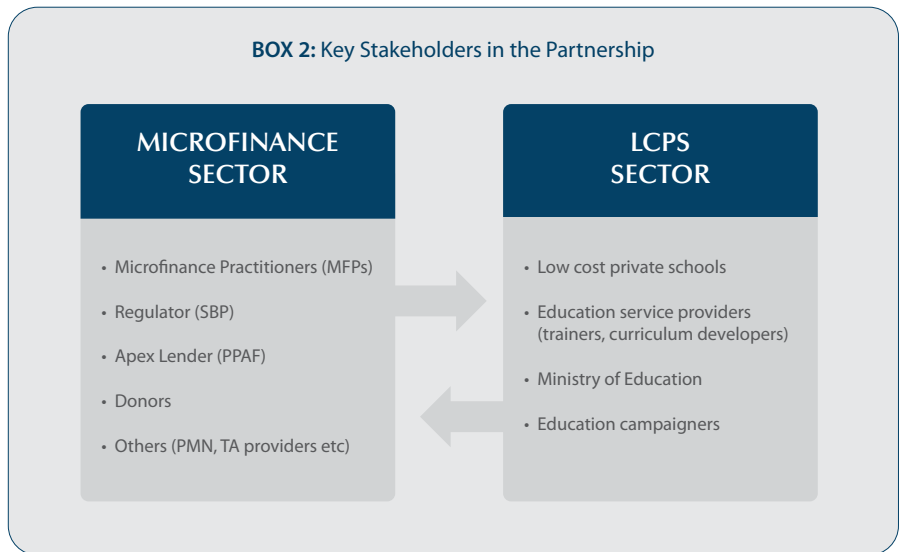 BOX 2: Key Stakeholders in the Partnership
MICROFINANCE
SECTOR
• Microfinance Practitioners (MFPs)
• Regulator (SBP)
• Apex Lender (PPAF)
• Donors
• Others (PMN, TA providers etc)
LCPS
SECTOR
• Low cost private schools
• Education service providers
(trainers, curriculum developers)
• Ministry of Education
• Education campaigners